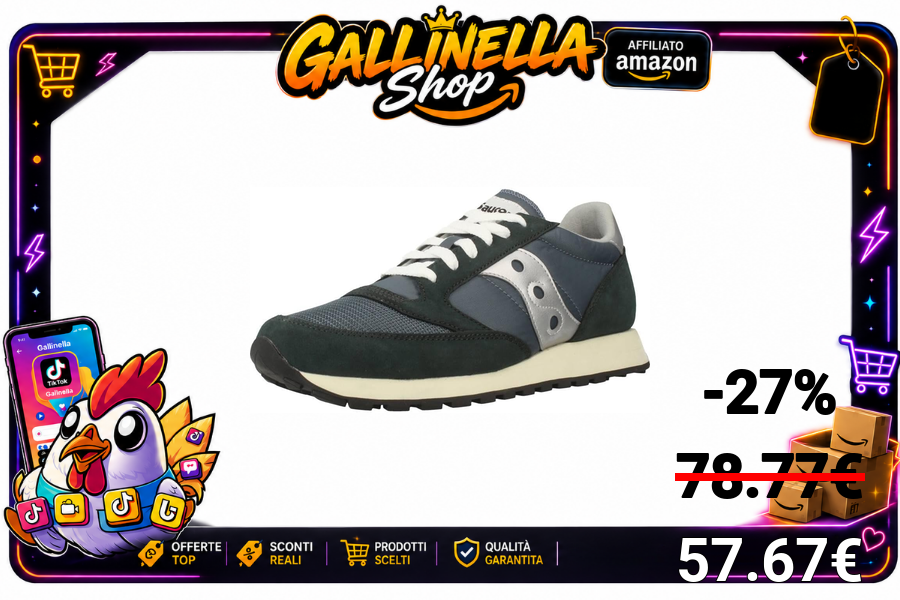 GALLINELLA
Shop
AFFILIATO
amazon
Saucony
-27%
78.77€
57.67€
Gallinella
TikTok
Gallinella
OFFERTE
TOP
SCONTI
REALI
PRODOTTI
SCELTI
QUALITÀ
GARANTITA